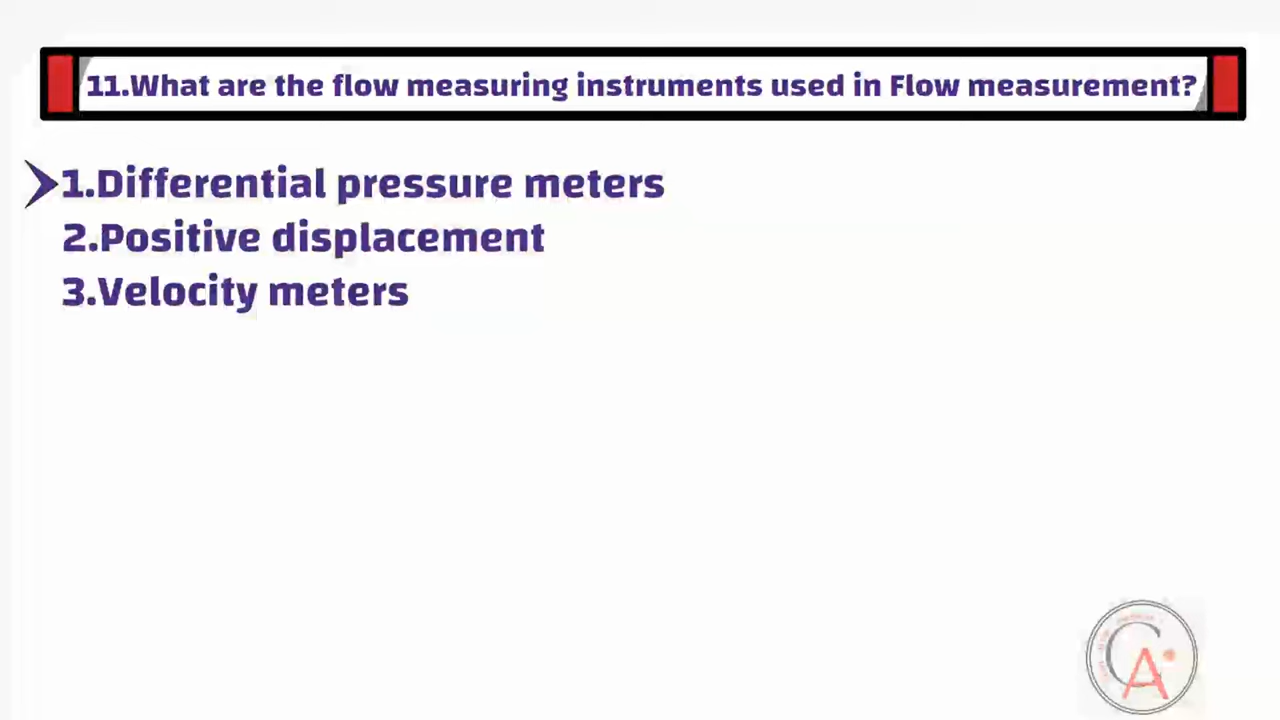 11.What are the flow measuring instruments used in Flow measurement?
1.Differential pressure meters
2.Positive displacement
3.Velocity meters
CA